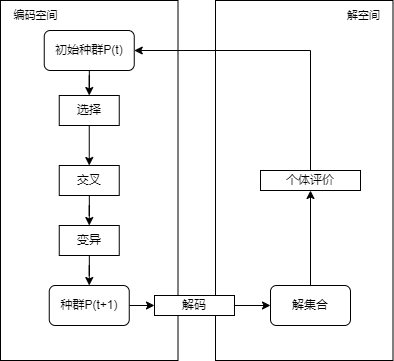 编码空间
解空间
初始种群P(t)
选择
交叉
个体评价
变异
种群P(t+1)
解码
解集合